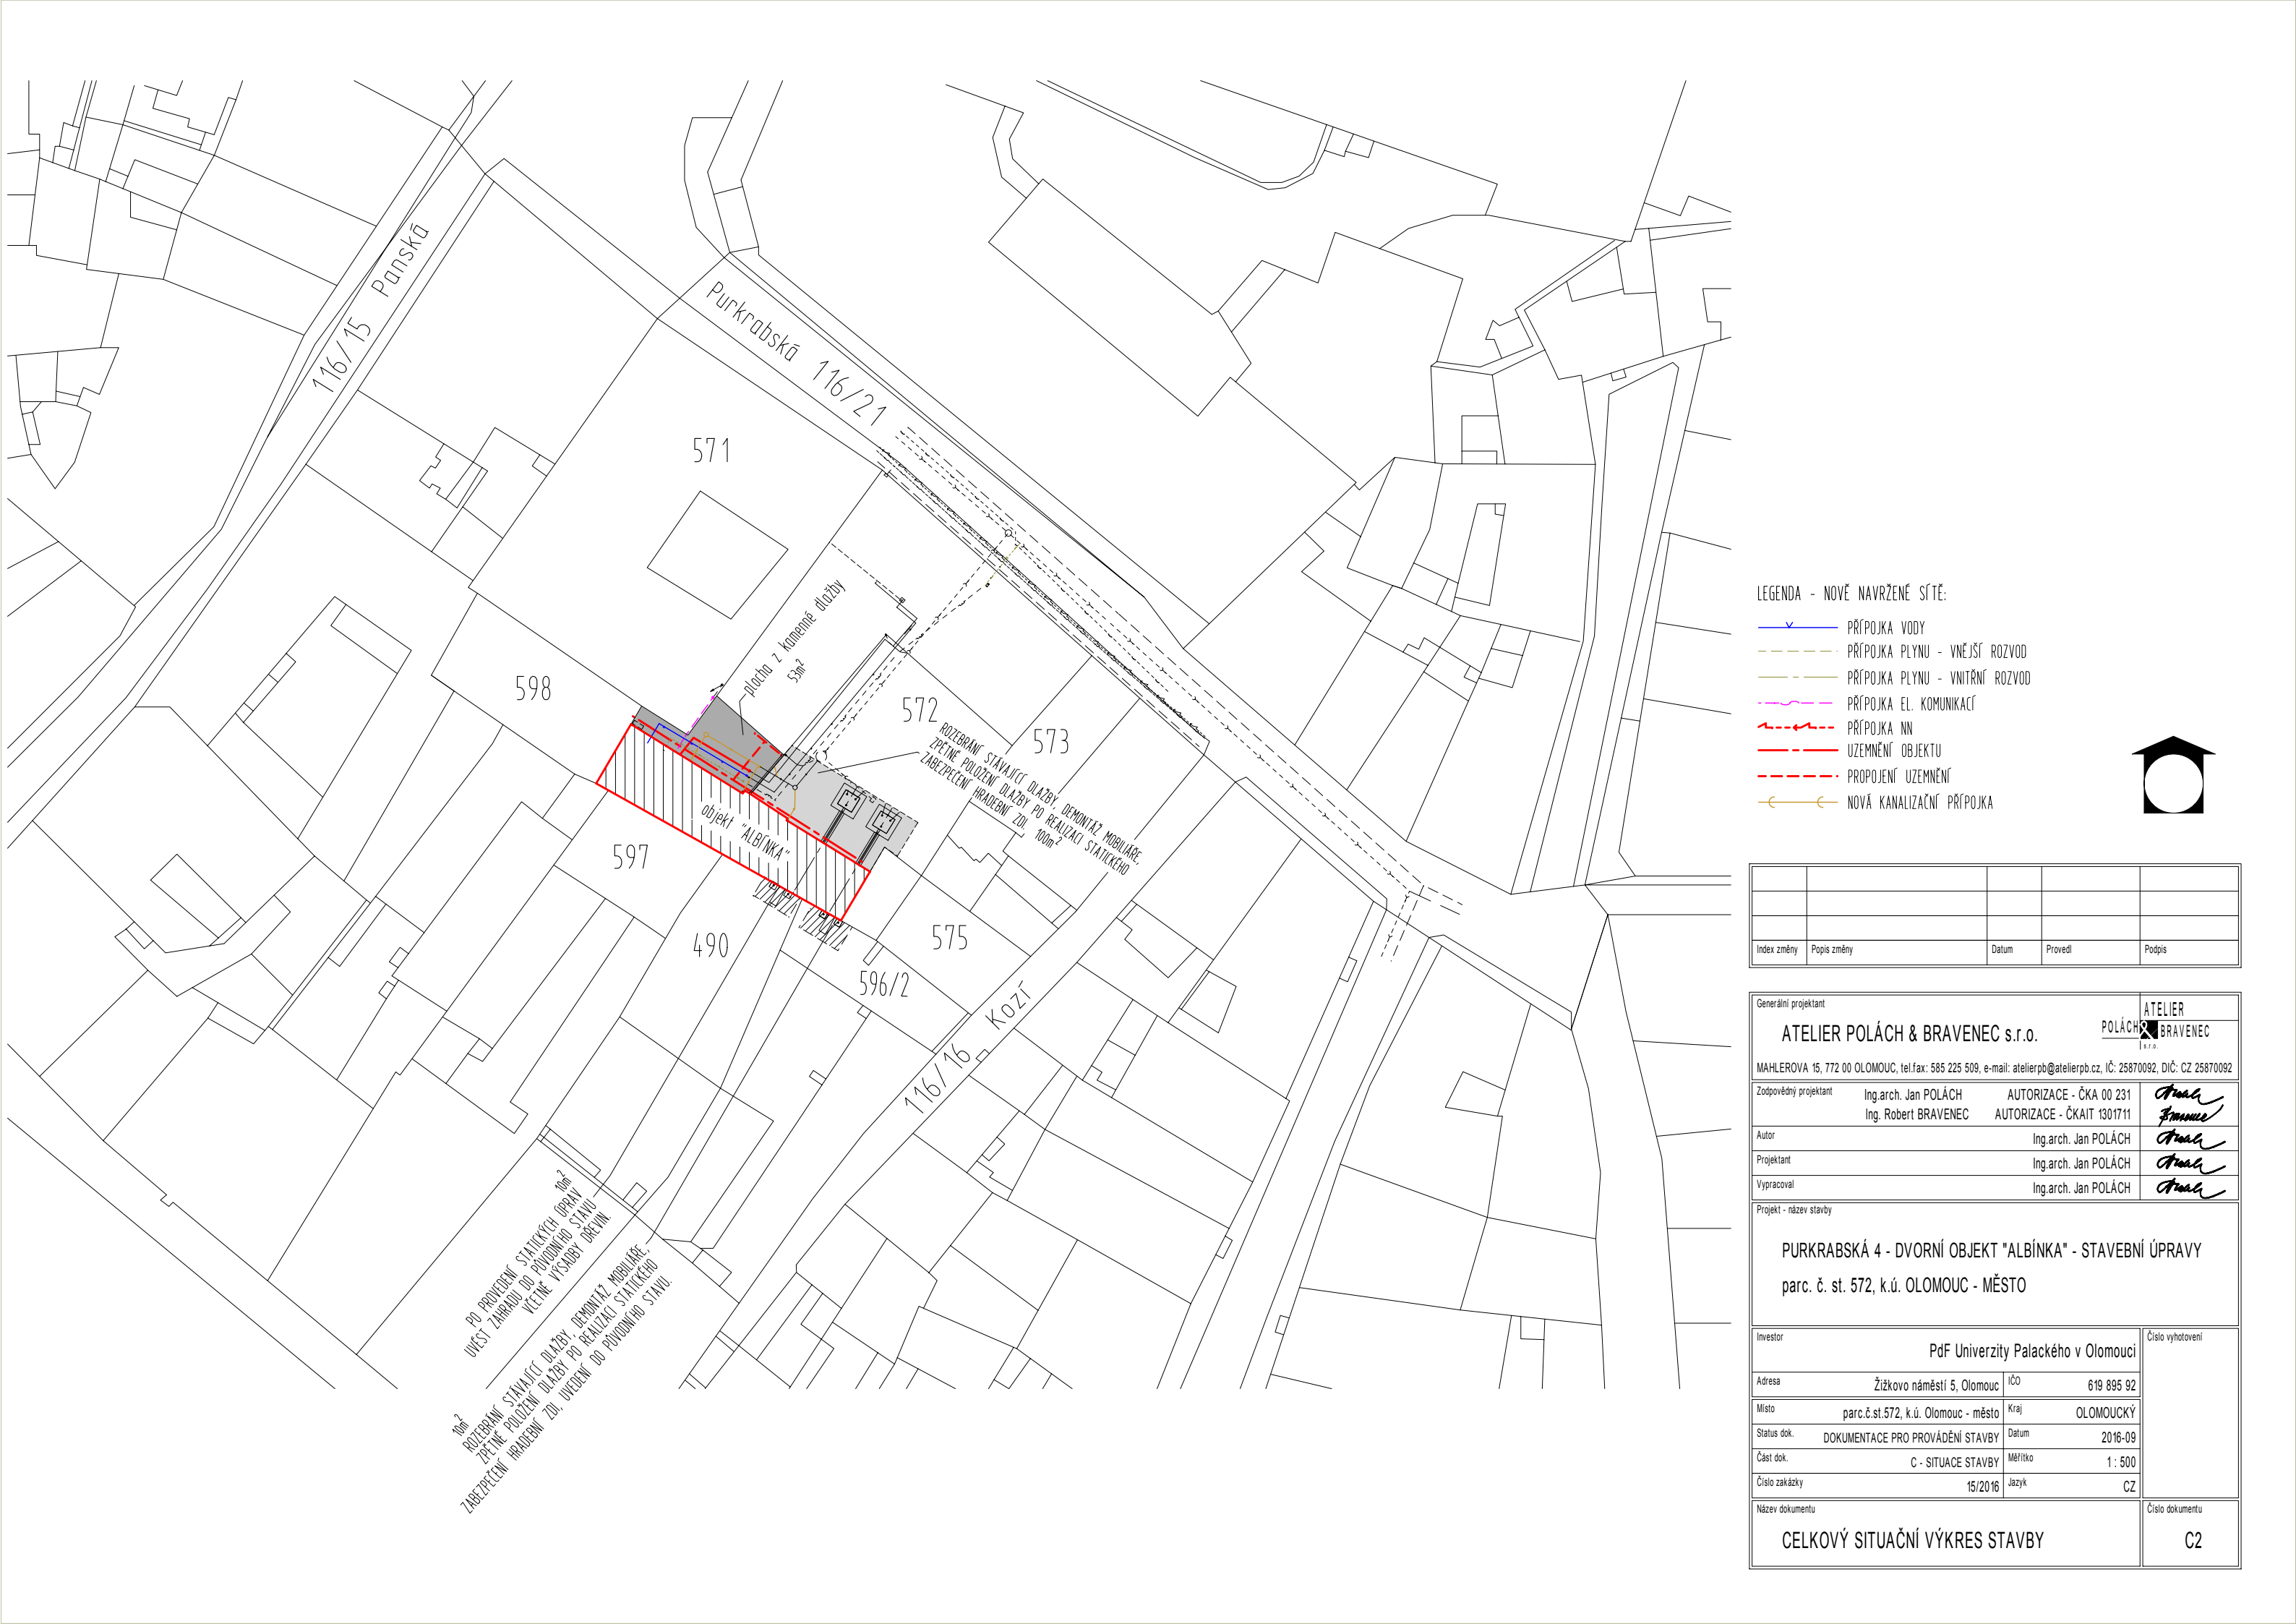 116/15 Panská
Purkrabská 116/21
571
598
plocha z kamenné dlažby
53m²
572
573
ROZEBRÁNÍ STÁVAJÍCÍ DLAŽBY, DEMONTÁŽ MOBILIÁŘE,
ZPĚTNÉ POLOŽENÍ DLAŽBY PO REALIZACI STATICKÉHO
ZABEZPEČENÍ HRADEBNÍ ZDI. 100m²
objekt "ALBÍNKA"
597
490
575
596/2
116/16 Kozí
10m²
PO PROVEDENÍ STATICKÝCH ÚPRAV
UVÉST ZAHRADU DO PŮVODNÍHO STAVU
VČETNĚ VÝSADBY DŘEVIN.
10m²
ROZEBRÁNÍ STÁVAJÍCÍ DLAŽBY, DEMONTÁŽ MOBILIÁŘE,
ZPĚTNÉ POLOŽENÍ DLAŽBY PO REALIZACI STATICKÉHO
ZABEZPEČENÍ HRADEBNÍ ZDI, UVEDENÍ DO PŮVODNÍHO STAVU.
LEGENDA - NOVĚ NAVRŽENÉ SÍTĚ:
PŘÍPOJKA VODY
PŘÍPOJKA PLYNU - VNĚJŠÍ ROZVOD
PŘÍPOJKA PLYNU - VNITŘNÍ ROZVOD
PŘÍPOJKA EL. KOMUNIKACÍ
PŘÍPOJKA NN
UZEMNĚNÍ OBJEKTU
PROPOJENÍ UZEMNĚNÍ
NOVÁ KANALIZAČNÍ PŘÍPOJKA
Index změny Popis změny Datum Provedl Podpis
Generální projektant
ATELIER POLÁCH & BRAVENEC s.r.o.
ATELIER
POLÁCH & BRAVENEC
s.r.o.
MAHLEROVA 15, 772 00 OLOMOUC, tel.fax: 585 225 509, e-mail: atelierpb@atelierpb.cz, IČ: 25870092, DIČ: CZ 25870092
Zodpovědný projektant Ing.arch. Jan POLÁCH AUTORIZACE - ČKA 00 231
Ing. Robert BRAVENEC AUTORIZACE - ČKAIT 1301711
Autor Ing.arch. Jan POLÁCH
Projektant Ing.arch. Jan POLÁCH
Vypracoval Ing.arch. Jan POLÁCH
Projekt - název stavby
PURKRABSKÁ 4 - DVORNÍ OBJEKT "ALBÍNKA" - STAVEBNÍ ÚPRAVY
parc. č. st. 572, k.ú. OLOMOUC - MĚSTO
Investor Číslo vyhotovení
PdF Univerzity Palackého v Olomouci
Adresa Žižkovo náměstí 5, Olomouc IČO 619 895 92
Místo parc.č.st.572, k.ú. Olomouc - město Kraj OLOMOUCKÝ
Status dok. DOKUMENTACE PRO PROVÁDĚNÍ STAVBY Datum 2016-09
Část dok. C - SITUACE STAVBY Měřítko 1 : 500
Číslo zakázky 15/2016 Jazyk CZ
Název dokumentu Číslo dokumentu
CELKOVÝ SITUAČNÍ VÝKRES STAVBY C2